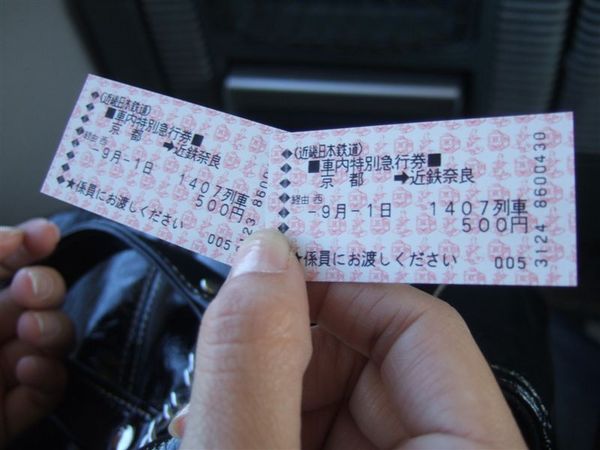 (近畿日本鉄道)
■車内特別急行券■
京都 ➡近鉄奈良
経由 西
-9月-1日 1407列車
500円
★係員にお渡しください
005
(近畿日本鉄道)
■車内特別急行券■
京都 ➡近鉄奈良
経由 西
-9月-1日 1407列車
500円
★係員にお渡しください 005
3124 8600430